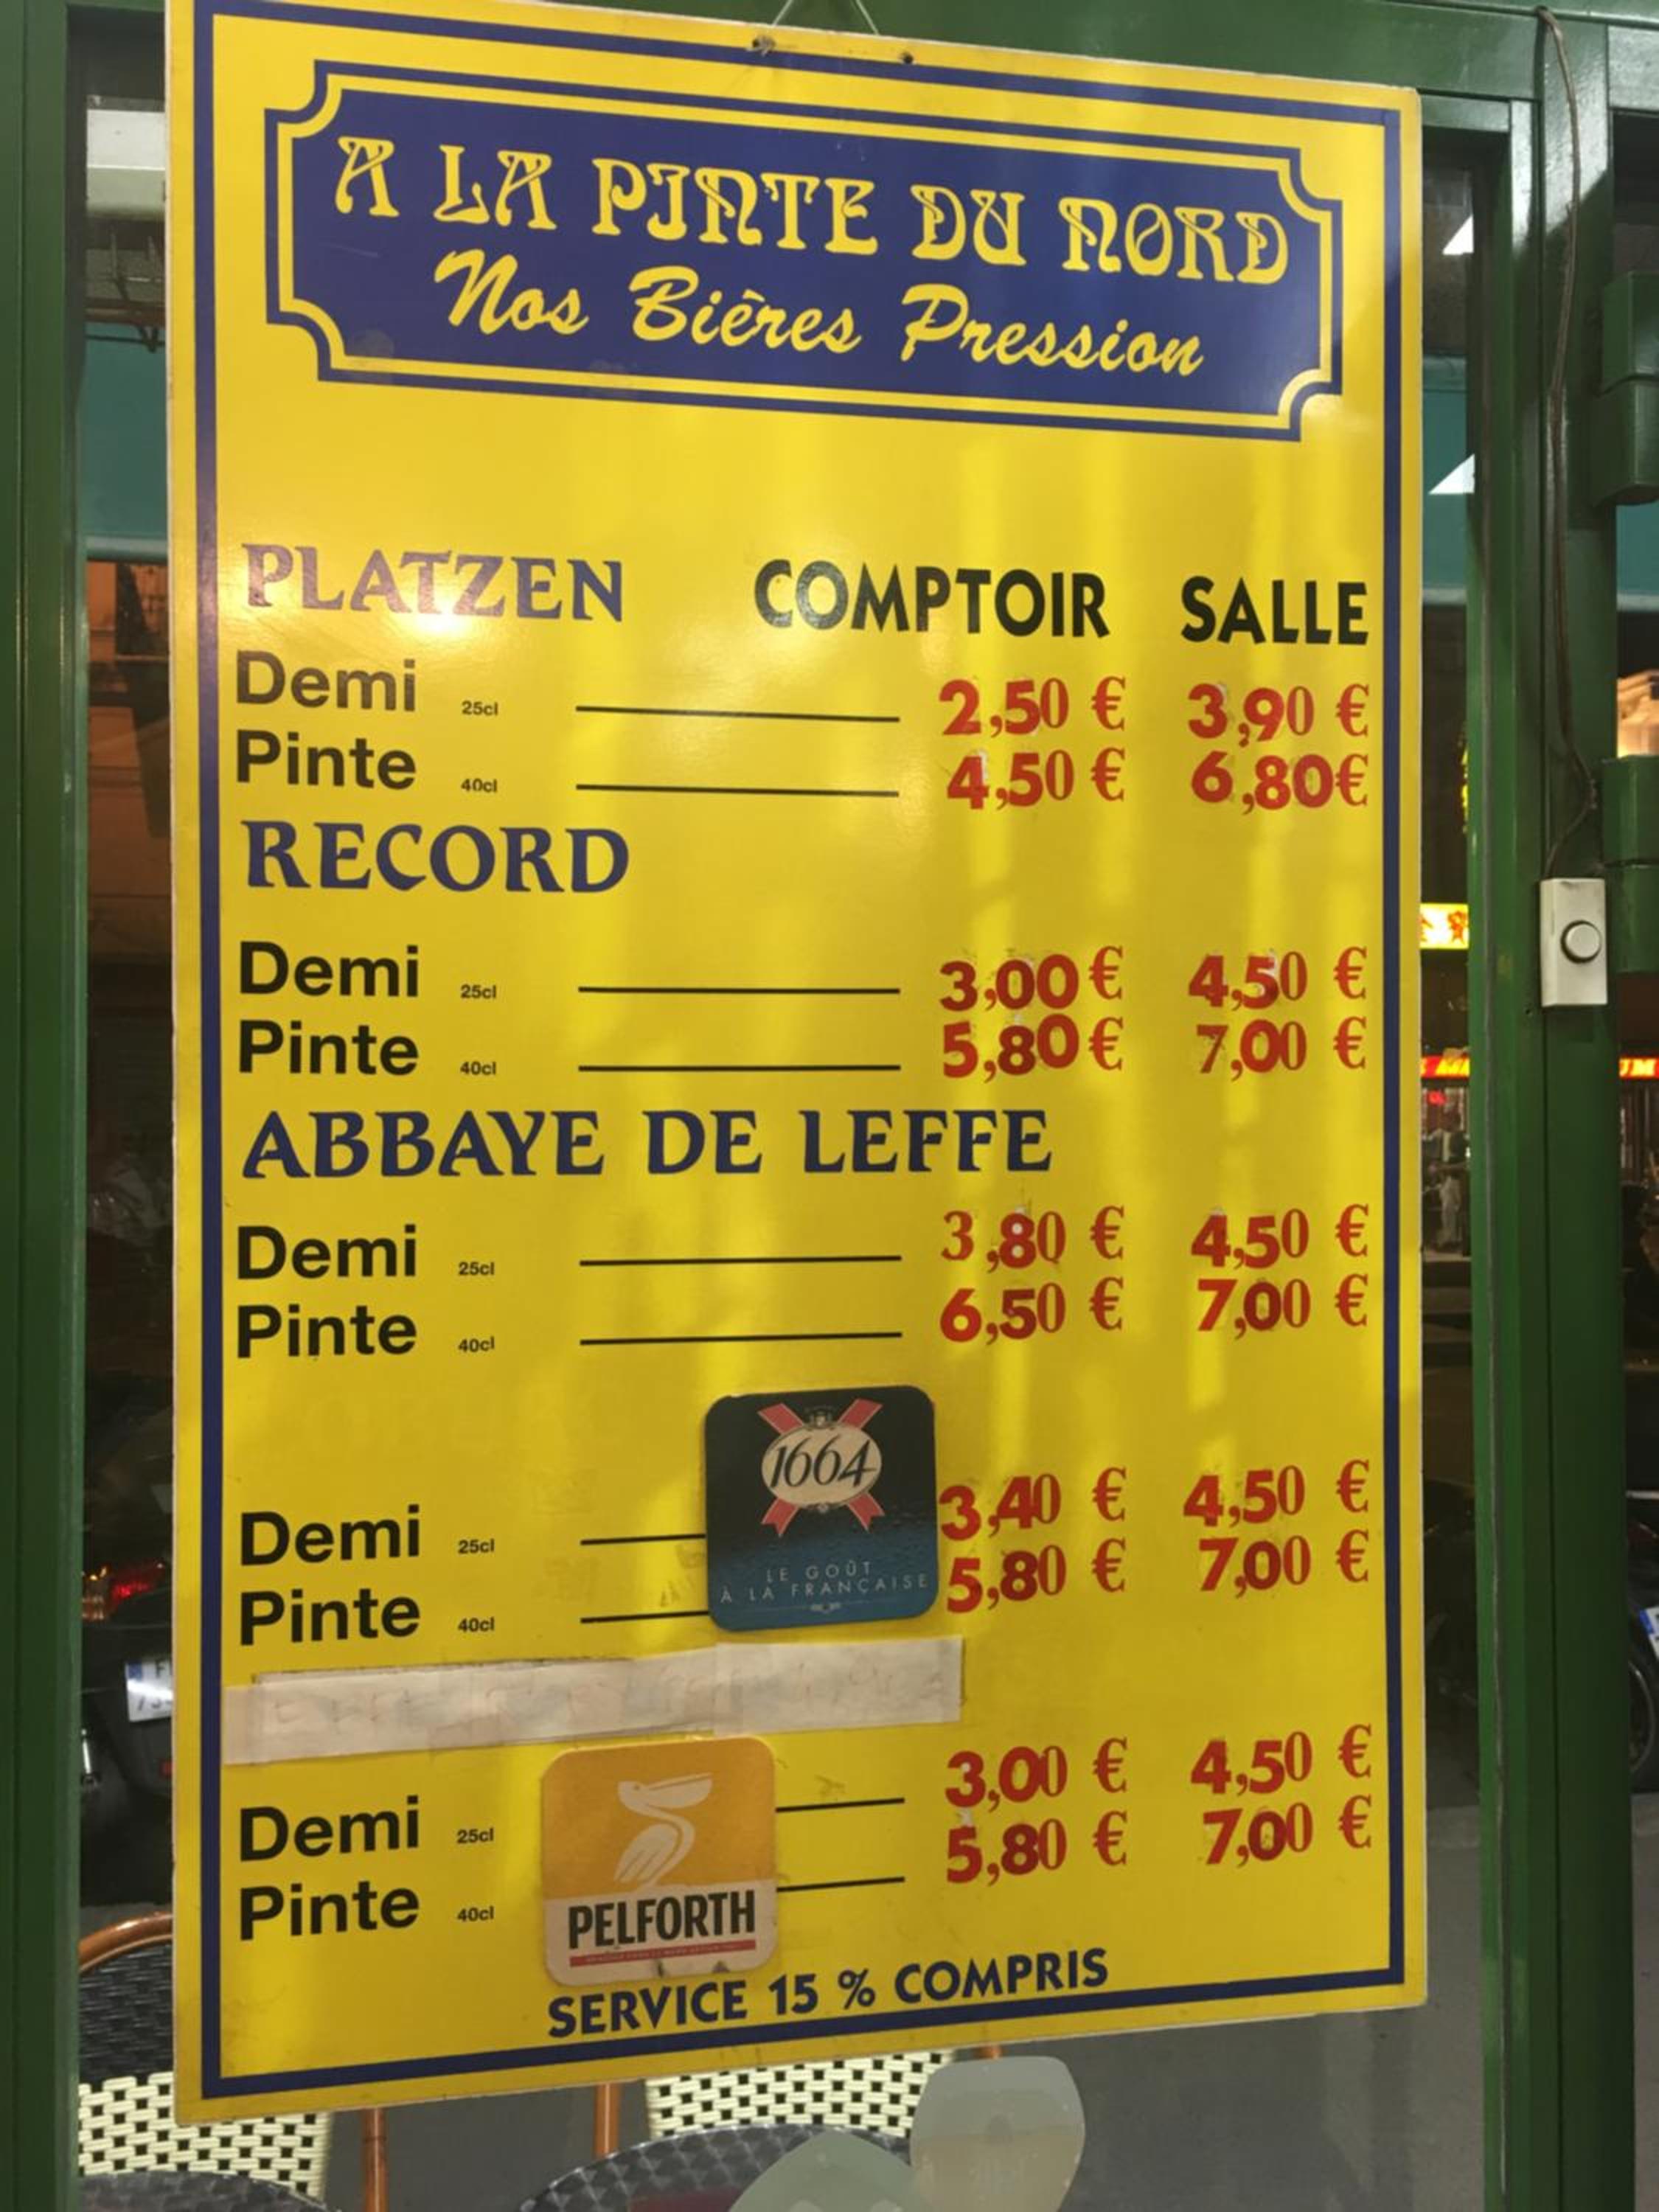 A LA PINTE DU NORD
Nos Bières Pression
PLATZEN COMPTOIR SALLE
Demi 25cl 2,50 € 3,90 €
Pinte 40cl 4,50 € 6,80€
RECORD
Demi 25cl 3,00€ 4,50 €
Pinte 40cl 5,80€ 7,00 €
ABBAYE DE LEFFE
Demi 25cl 3,80 € 4,50 €
Pinte 40cl 6,50 € 7,00 €
1664
LE GOÛT
À LA FRANÇAISE
Demi 25cl 3,40 € 4,50 €
Pinte 40cl 5,80 € 7,00 €
Demi 25cl 3,00 € 4,50 €
Pinte 40cl 5,80 € 7,00 €
PELFORTH
SERVICE 15 % COMPRIS